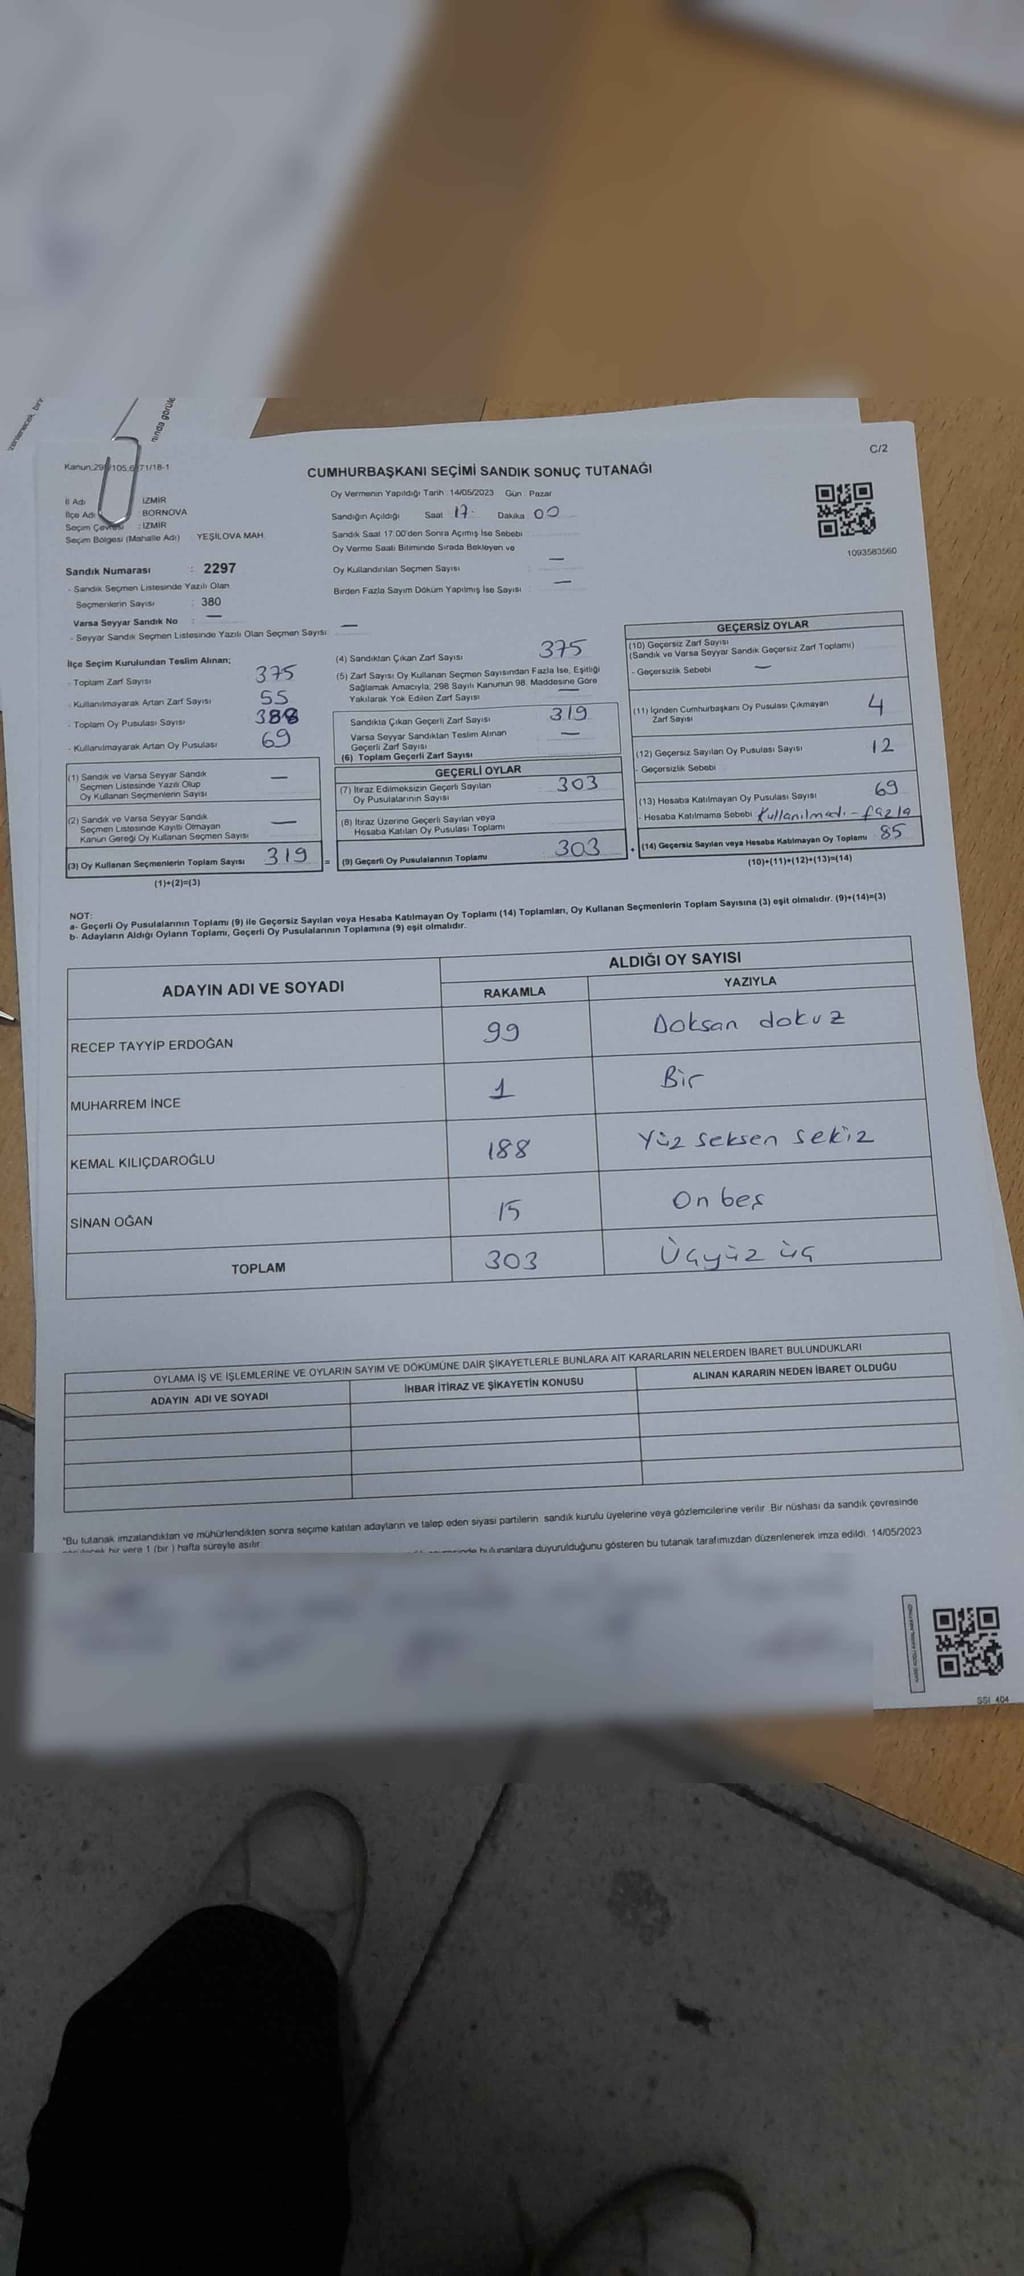 mında görüle
C/2
Kanun:29 105,6 71/18-1
CUMHURBAŞKANI SEÇİMİ SANDIK SONUÇ TUTANAĞI
İl Adı İZMİR
İlçe Adı BORNOVA
Seçim Çevresi : İZMİR
Seçim Bölgesi (Mahalle Adı) YEŞİLOVA MAH.
Oy Vermenin Yapıldığı Tarih : 14/05/2023 Gün : Pazar
Sandığın Açıldığı Saat 17: Dakika 00
Sandık Saat 17:00'den Sonra Açımış İse Sebebi
Oy Verme Saati Bitiminde Sırada Bekleyen ve
Oy Kullandırılan Seçmen Sayısı : —
Birden Fazla Sayım Döküm Yapılmış İse Sayısı : —
1093583560
Sandık Numarası : 2297
- Sandık Seçmen Listesinde Yazılı Olan
Seçmenlerin Sayısı : 380
Varsa Seyyar Sandık No : —
- Seyyar Sandık Seçmen Listesinde Yazılı Olan Seçmen Sayısı: —
İlçe Seçim Kurulundan Teslim Alınan;
- Toplam Zarf Sayısı 375
- Kullanılmayarak Artan Zarf Sayısı 55
- Toplam Oy Pusulası Sayısı 388
- Kullanılmayarak Artan Oy Pusulası 69
(1) Sandık ve Varsa Seyyar Sandık
Seçmen Listesinde Yazılı Olup
Oy Kullanan Seçmenlerin Sayısı —
(2) Sandık ve Varsa Seyyar Sandık
Seçmen Listesinde Kayıtlı Olmayan
Kanun Gereği Oy Kullanan Seçmen Sayısı —
(3) Oy Kullanan Seçmenlerin Toplam Sayısı 319
(1)+(2)=(3)
(4) Sandıktan Çıkan Zarf Sayısı 375
(5) Zarf Sayısı Oy Kullanan Seçmen Sayısından Fazla İse, Eşitliği
Sağlamak Amacıyla; 298 Sayılı Kanunun 98. Maddesine Göre
Yakılarak Yok Edilen Zarf Sayısı —
Sandıkta Çıkan Geçerli Zarf Sayısı 319
Varsa Seyyar Sandıktan Teslim Alınan
Geçerli Zarf Sayısı —
(6) Toplam Geçerli Zarf Sayısı
GEÇERLİ OYLAR
(7) İtiraz Edilmeksizin Geçerli Sayılan
Oy Pusulalarının Sayısı 303
(8) İtiraz Üzerine Geçerli Sayılan veya
Hesaba Katılan Oy Pusulası Toplamı
= (9) Geçerli Oy Pusulalarının Toplamı 303
GEÇERSİZ OYLAR
(10) Geçersiz Zarf Sayısı
(Sandık ve Varsa Seyyar Sandık Geçersiz Zarf Toplamı)
- Geçersizlik Sebebi —
(11) İçinden Cumhurbaşkanı Oy Pusulası Çıkmayan
Zarf Sayısı 4
(12) Geçersiz Sayılan Oy Pusulası Sayısı 12
- Geçersizlik Sebebi
(13) Hesaba Katılmayan Oy Pusulası Sayısı 69
- Hesaba Katılmama Sebebi kullanılmadı - fazla
+ (14) Geçersiz Sayılan veya Hesaba Katılmayan Oy Toplamı 85
(10)+(11)+(12)+(13)=(14)
NOT:
a- Geçerli Oy Pusulalarının Toplamı (9) ile Geçersiz Sayılan veya Hesaba Katılmayan Oy Toplamı (14) Toplamları, Oy Kullanan Seçmenlerin Toplam Sayısına (3) eşit olmalıdır. (9)+(14)=(3)
b- Adayların Aldığı Oyların Toplamı, Geçerli Oy Pusulalarının Toplamına (9) eşit olmalıdır.
ADAYIN ADI VE SOYADI ALDIĞI OY SAYISI
RAKAMLA YAZIYLA
RECEP TAYYİP ERDOĞAN 99 Doksan dokuz
MUHARREM İNCE 1 Bir
KEMAL KILIÇDAROĞLU 188 Yüz seksen sekiz
SİNAN OĞAN 15 On beş
TOPLAM 303 Üçyüz üç
OYLAMA İŞ VE İŞLEMLERİNE VE OYLARIN SAYIM VE DÖKÜMÜNE DAİR ŞİKAYETLERLE BUNLARA AİT KARARLARIN NELERDEN İBARET BULUNDUKLARI
ADAYIN ADI VE SOYADI İHBAR İTİRAZ VE ŞİKAYETİN KONUSU ALINAN KARARIN NEDEN İBARET OLDUĞU
*Bu tutanak imzalandıktan ve mühürlendikten sonra seçime katılan adayların ve talep eden siyasi partilerin sandık kurulu üyelerine veya gözlemcilerine verilir. Bir nüshası da sandık çevresinde
bir yere 1 (bir ) hafta süreyle asılır.
bulunanlara duyurulduğunu gösteren bu tutanak tarafımızdan düzenlenerek imza edildi. 14/05/2023
SSI_404